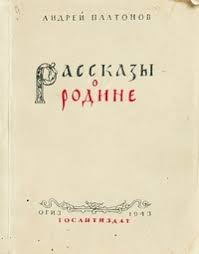 АНДРЕЙ ПЛАТОНОВ
РАССКАЗЫ
О
РОДИНЕ
ОГИЗ 1943
ГОСЛИТИЗДАТ